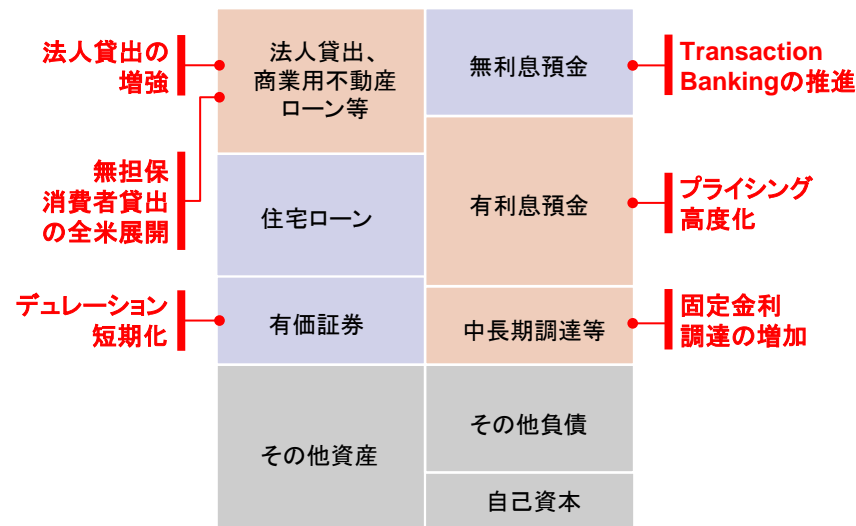 法人貸出の
増強
無担保
消費者貸出
の全米展開
デュレーション
短期化
法人貸出、
商業用不動産
ローン等
住宅ローン
有価証券
その他資産
無利息預金
有利息預金
中長期調達等
その他負債
自己資本
Transaction
Bankingの推進
プライシング
高度化
固定金利
調達の増加